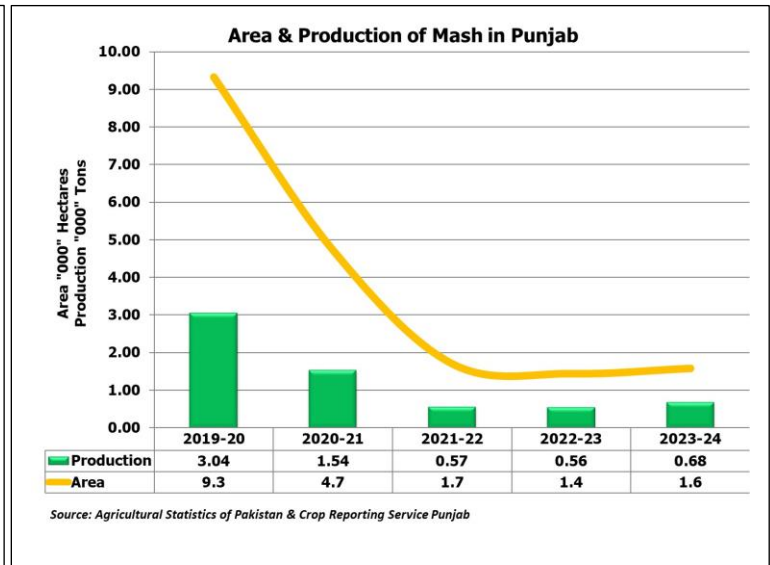 Area & Production of Mash in Punjab
Area "000" Hectares
Production "000" Tons
10.00
9.00
8.00
7.00
6.00
5.00
4.00
3.00
2.00
1.00
0.00
2019-20 2020-21 2021-22 2022-23 2023-24
Production 3.04 1.54 0.57 0.56 0.68
Area 9.3 4.7 1.7 1.4 1.6
Source: Agricultural Statistics of Pakistan & Crop Reporting Service Punjab